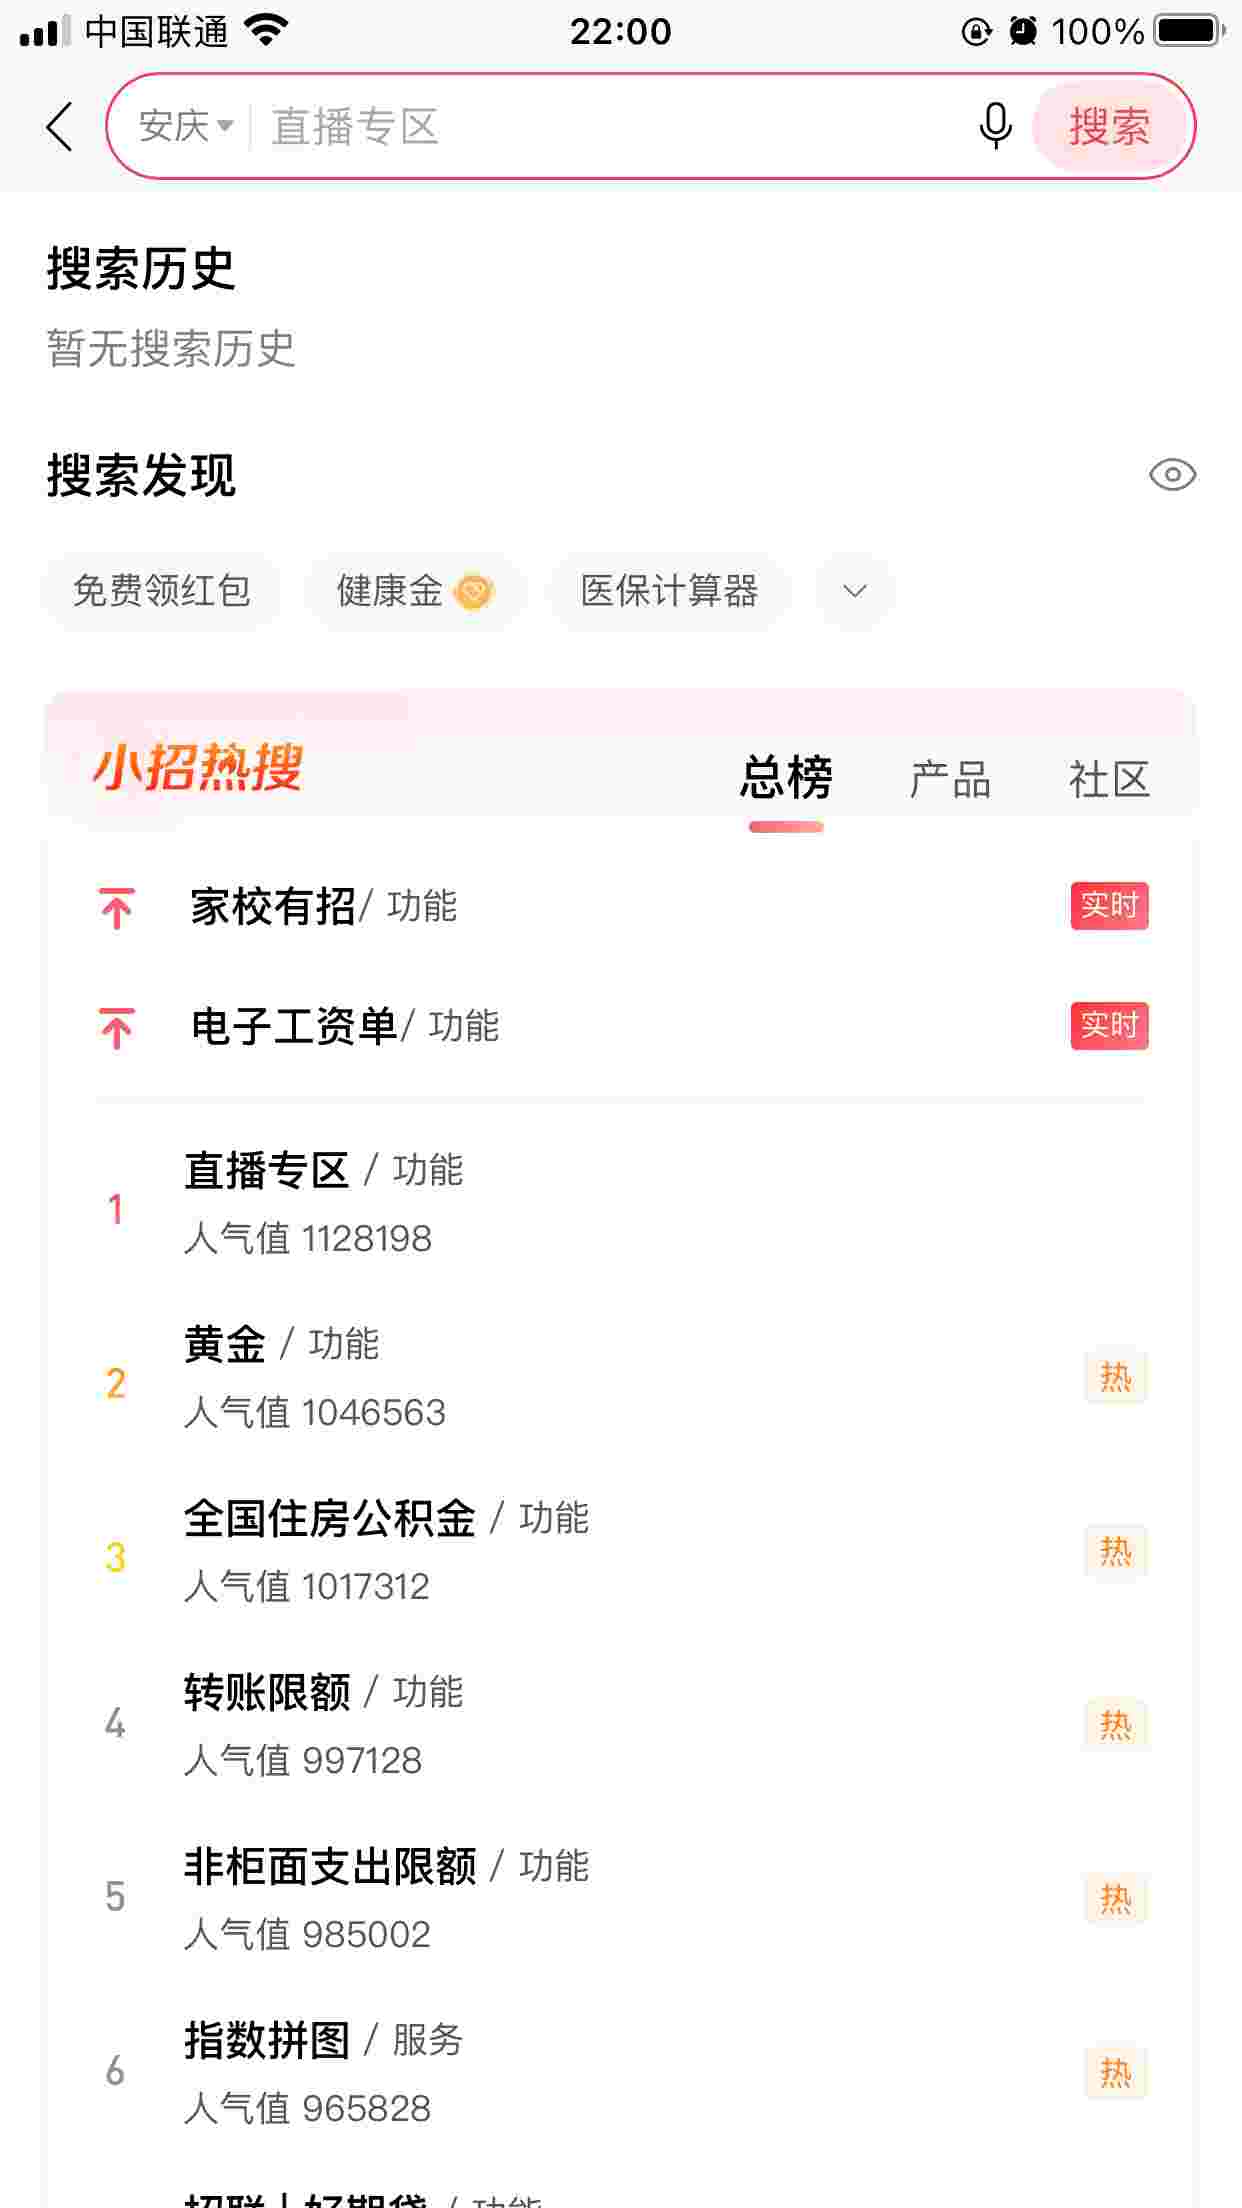 中国联通 22:00 100%
安庆 直播专区 搜索
搜索历史
暂无搜索历史
搜索发现
免费领红包 健康金 医保计算器
小招热搜 总榜 产品 社区
家校有招/ 功能 实时
电子工资单/ 功能 实时
1 直播专区 / 功能
人气值 1128198
2 黄金 / 功能 热
人气值 1046563
3 全国住房公积金 / 功能 热
人气值 1017312
4 转账限额 / 功能 热
人气值 997128
5 非柜面支出限额 / 功能 热
人气值 985002
6 指数拼图 / 服务 热
人气值 965828
招联|好期贷 / 功能